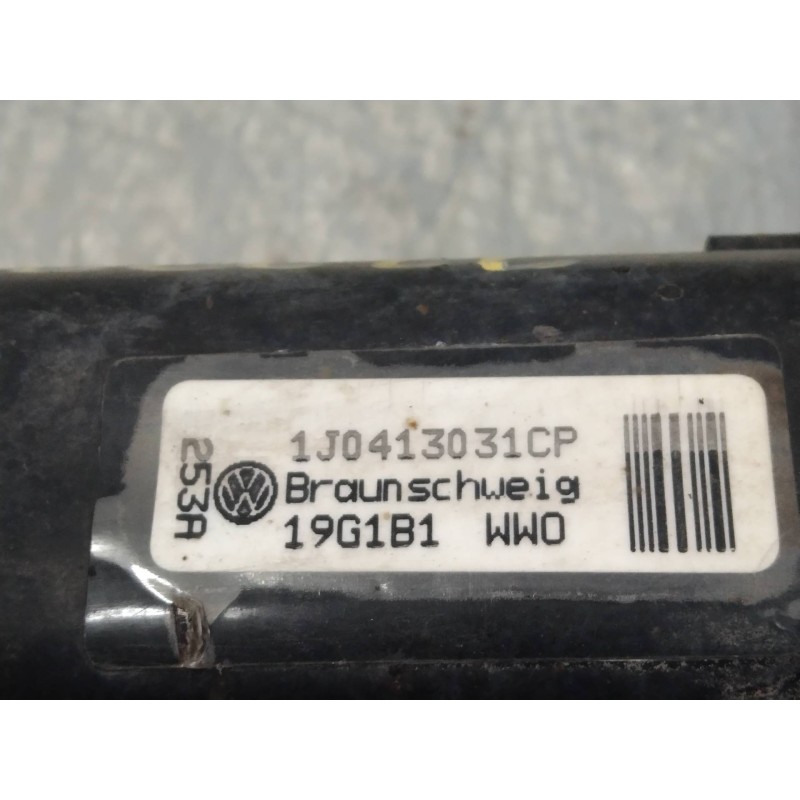 1J0413031CP
Braunschweig
19G1B1 WWO
253A